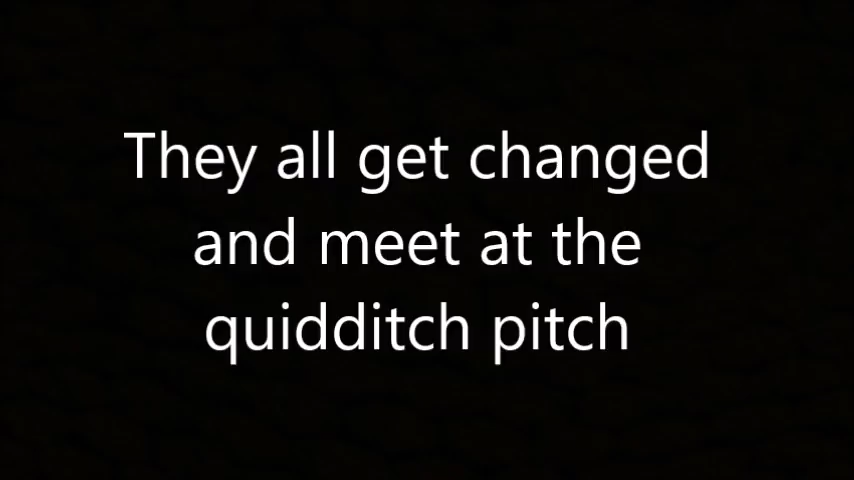 They all get changed
and meet at the
quidditch pitch